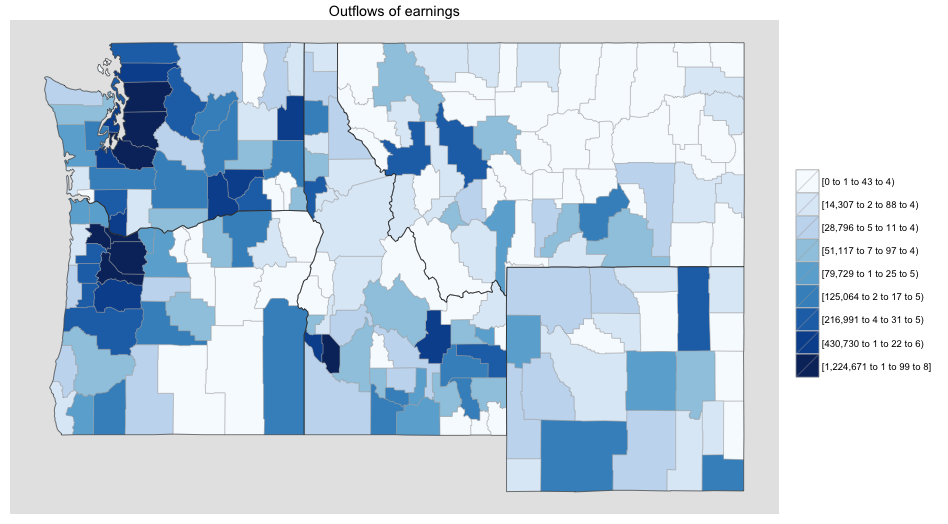 Outflows of earnings
[0 to 1 to 43 to 4)
[14,307 to 2 to 88 to 4)
[28,796 to 5 to 11 to 4)
[51,117 to 7 to 97 to 4)
[79,729 to 1 to 25 to 5)
[125,064 to 2 to 17 to 5)
[216,991 to 4 to 31 to 5)
[430,730 to 1 to 22 to 6)
[1,224,671 to 1 to 99 to 8]